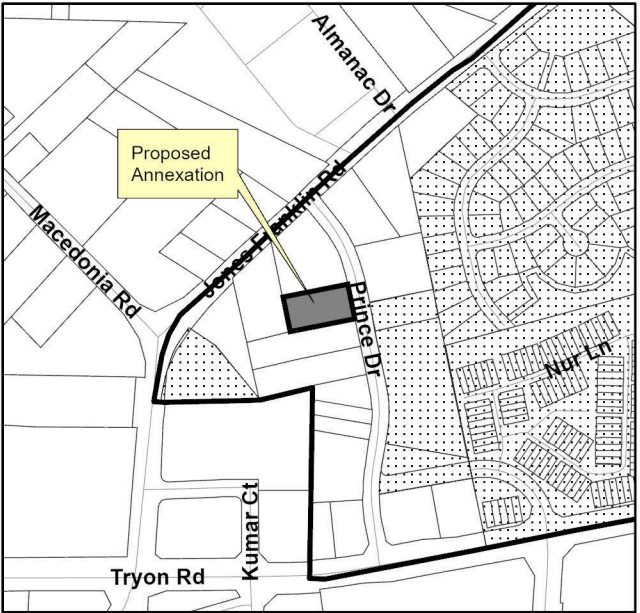 Almanac Dr
Proposed
Annexation
Jones Franklin Rd
Macedonia Rd
Prince Dr
Nur Ln
Kumar Ct
Tryon Rd